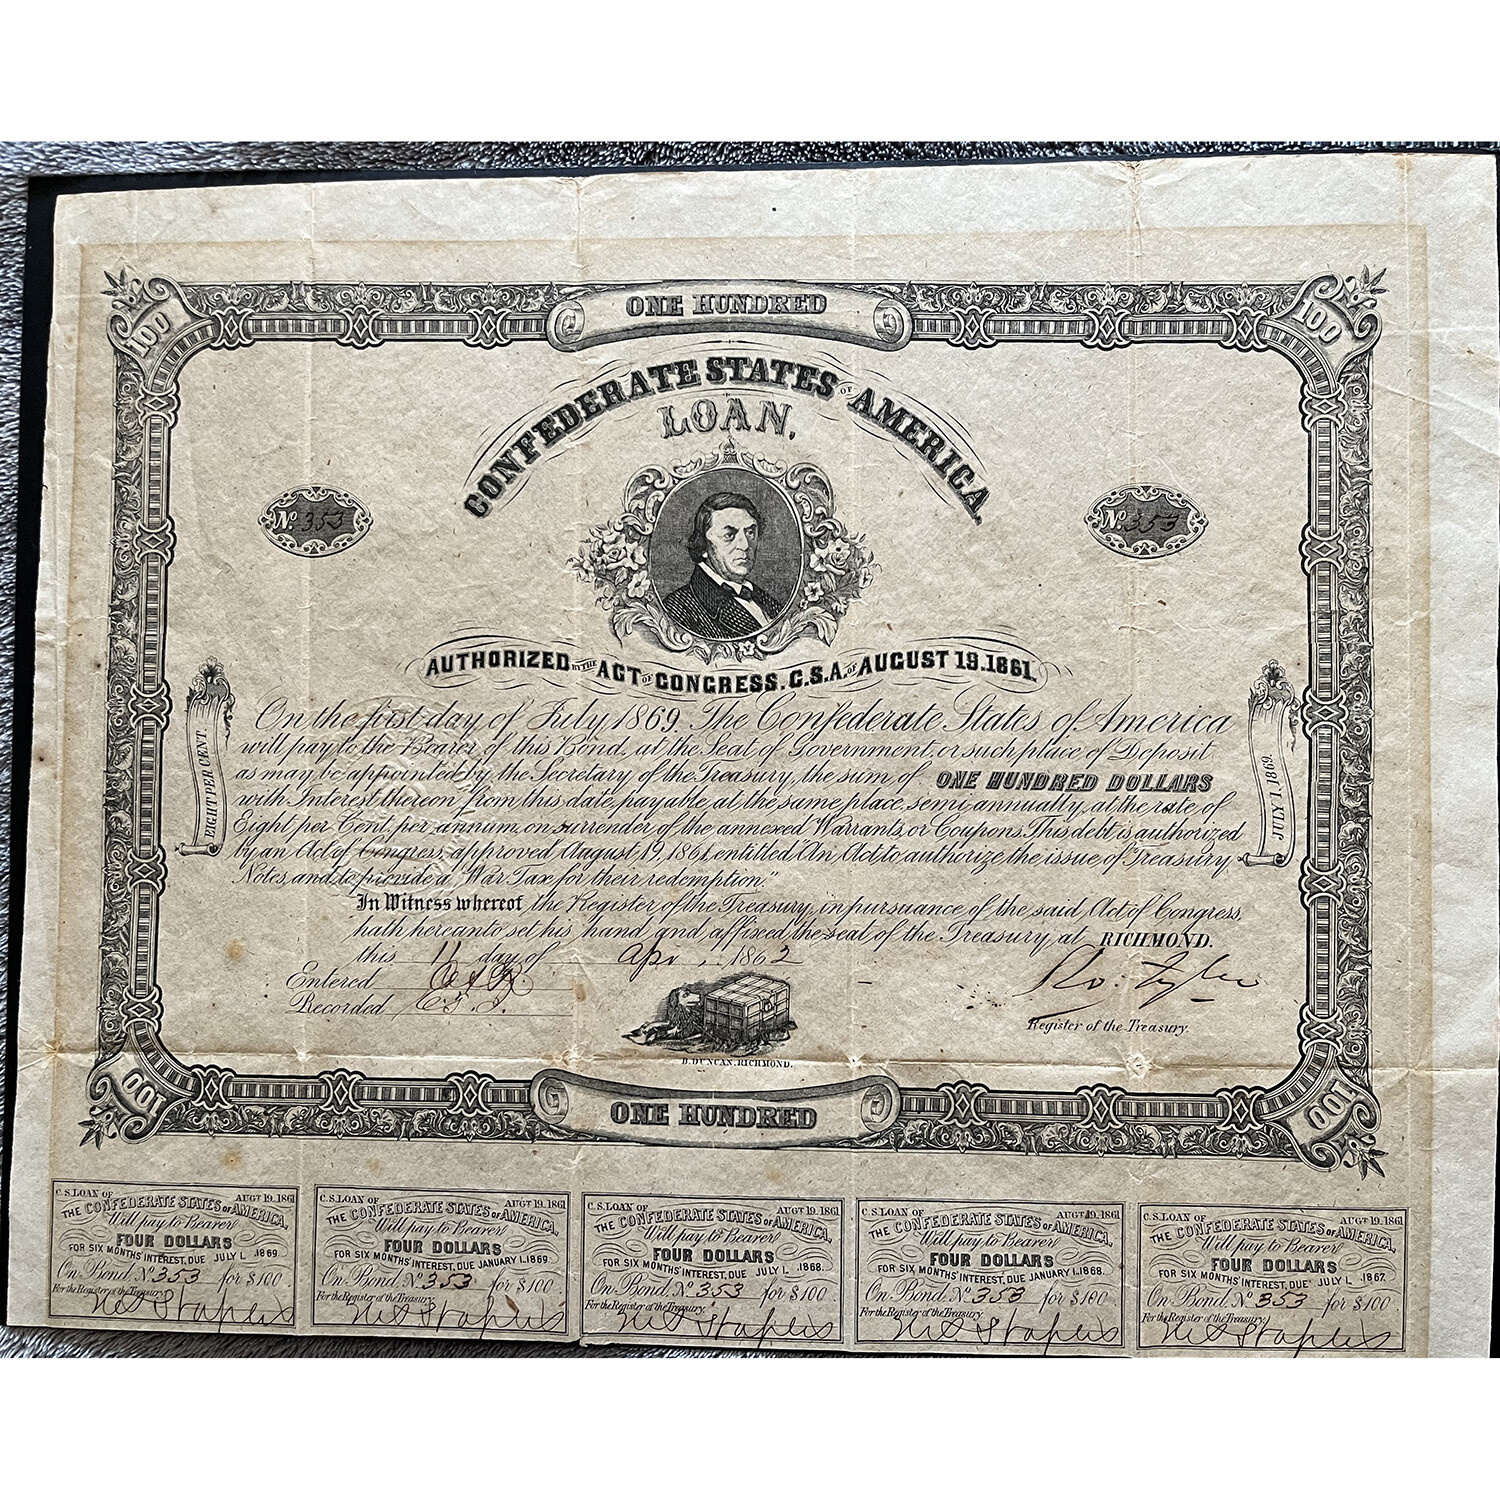 ONE HUNDRED
100
100
CONFEDERATE STATES OF AMERICA.
LOAN,
No 353
No 353
AUTHORIZED BY THE ACT OF CONGRESS. C.S.A. OF AUGUST 19. 1861.
EIGHT PER CENT.
JULY 1, 1869.
On the first day of July, 1869. The Confederate States of America
will pay to the Bearer of this Bond, at the Seat of Government, or such place of Deposit
as may be appointed by the Secretary of the Treasury, the sum of ONE HUNDRED DOLLARS
with Interest thereon from this date, payable at the same place, semi-annually, at the rate of
Eight per Cent. per annum, on surrender of the annexed Warrants, or Coupons. This debt is authorized
by an Act of Congress, approved August 19, 1861, entitled "An Act to authorize the issue of Treasury
Notes, and to provide a War Tax for their redemption."
In Witness whereof, the Register of the Treasury, in pursuance of the said Act of Congress,
hath hereunto set his hand and affixed the seal of the Treasury, at RICHMOND.
this 11 day of Apr. 1862
Entered
Recorded
Ro: Tyler
Register of the Treasury.
B. DUNCAN. RICHMOND.
100
100
ONE HUNDRED
C.S. LOAN OF AUGT 19. 1861
THE CONFEDERATE STATES OF AMERICA,
Will pay to Bearer
FOUR DOLLARS
FOR SIX MONTHS' INTEREST, DUE JULY 1. 1869.
On Bond. No 353 for $100.
For the Register of the Treasury.
C.S. LOAN OF AUGT 19. 1861
THE CONFEDERATE STATES OF AMERICA,
Will pay to Bearer
FOUR DOLLARS
FOR SIX MONTHS' INTEREST, DUE JANUARY 1. 1869.
On Bond. No 353 for $100.
For the Register of the Treasury.
C.S. LOAN OF AUGT 19. 1861
THE CONFEDERATE STATES OF AMERICA,
Will pay to Bearer
FOUR DOLLARS
FOR SIX MONTHS' INTEREST, DUE JULY 1. 1868.
On Bond. No 353 for $100.
For the Register of the Treasury.
C.S. LOAN OF AUGT 19. 1861
THE CONFEDERATE STATES OF AMERICA,
Will pay to Bearer
FOUR DOLLARS
FOR SIX MONTHS' INTEREST, DUE JANUARY 1. 1868.
On Bond. No 353 for $100.
For the Register of the Treasury.
C.S. LOAN OF AUGT 19. 1861
THE CONFEDERATE STATES OF AMERICA,
Will pay to Bearer
FOUR DOLLARS
FOR SIX MONTHS' INTEREST, DUE JULY 1. 1867.
On Bond. No 353 for $100.
For the Register of the Treasury.